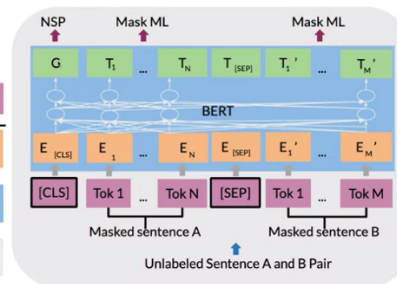 NSP Mask ML Mask ML
G T1 ... TN T[SEP] T1' ... TM'
BERT
E[CLS] E1 ... EN E[SEP] E1' ... EM'
[CLS] Tok 1 ... Tok N [SEP] Tok 1 ... Tok M
Masked sentence A Masked sentence B
Unlabeled Sentence A and B Pair